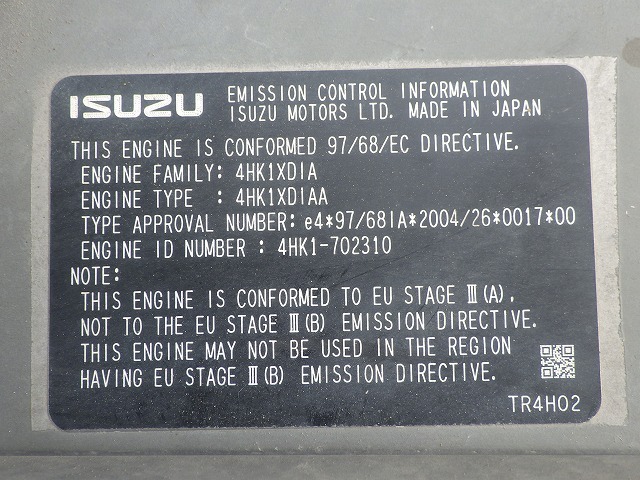 ISUZU EMISSION CONTROL INFORMATION
ISUZU MOTORS LTD. MADE IN JAPAN
THIS ENGINE IS CONFORMED 97/68/EC DIRECTIVE.
ENGINE FAMILY: 4HK1XDIA
ENGINE TYPE : 4HK1XDIAA
TYPE APPROVAL NUMBER: e4*97/68IA*2004/26*0017*00
ENGINE ID NUMBER : 4HK1-702310
NOTE:
THIS ENGINE IS CONFORMED TO EU STAGE Ⅲ(A),
NOT TO THE EU STAGE Ⅲ(B) EMISSION DIRECTIVE.
THIS ENGINE MAY NOT BE USED IN THE REGION
HAVING EU STAGE Ⅲ(B) EMISSION DIRECTIVE.
TR4H02